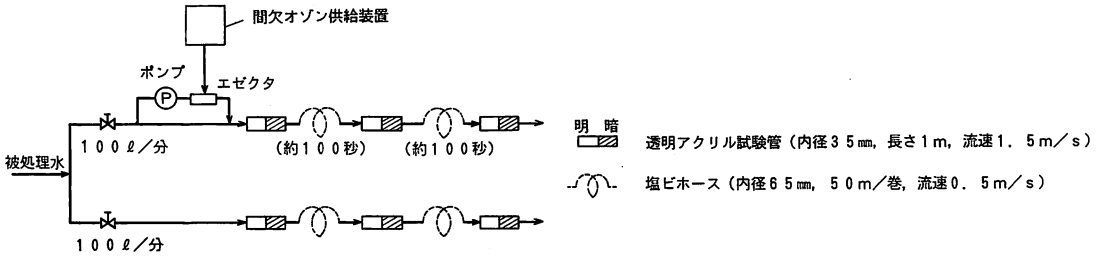 間欠オゾン供給装置
ポンプ
エゼクタ
P
100ℓ/分
(約100秒)
(約100秒)
被処理水
100ℓ/分
明 暗
透明アクリル試験管(内径35mm,長さ1m,流速1.5m/s)
塩ビホース(内径65mm,50m/巻,流速0.5m/s)